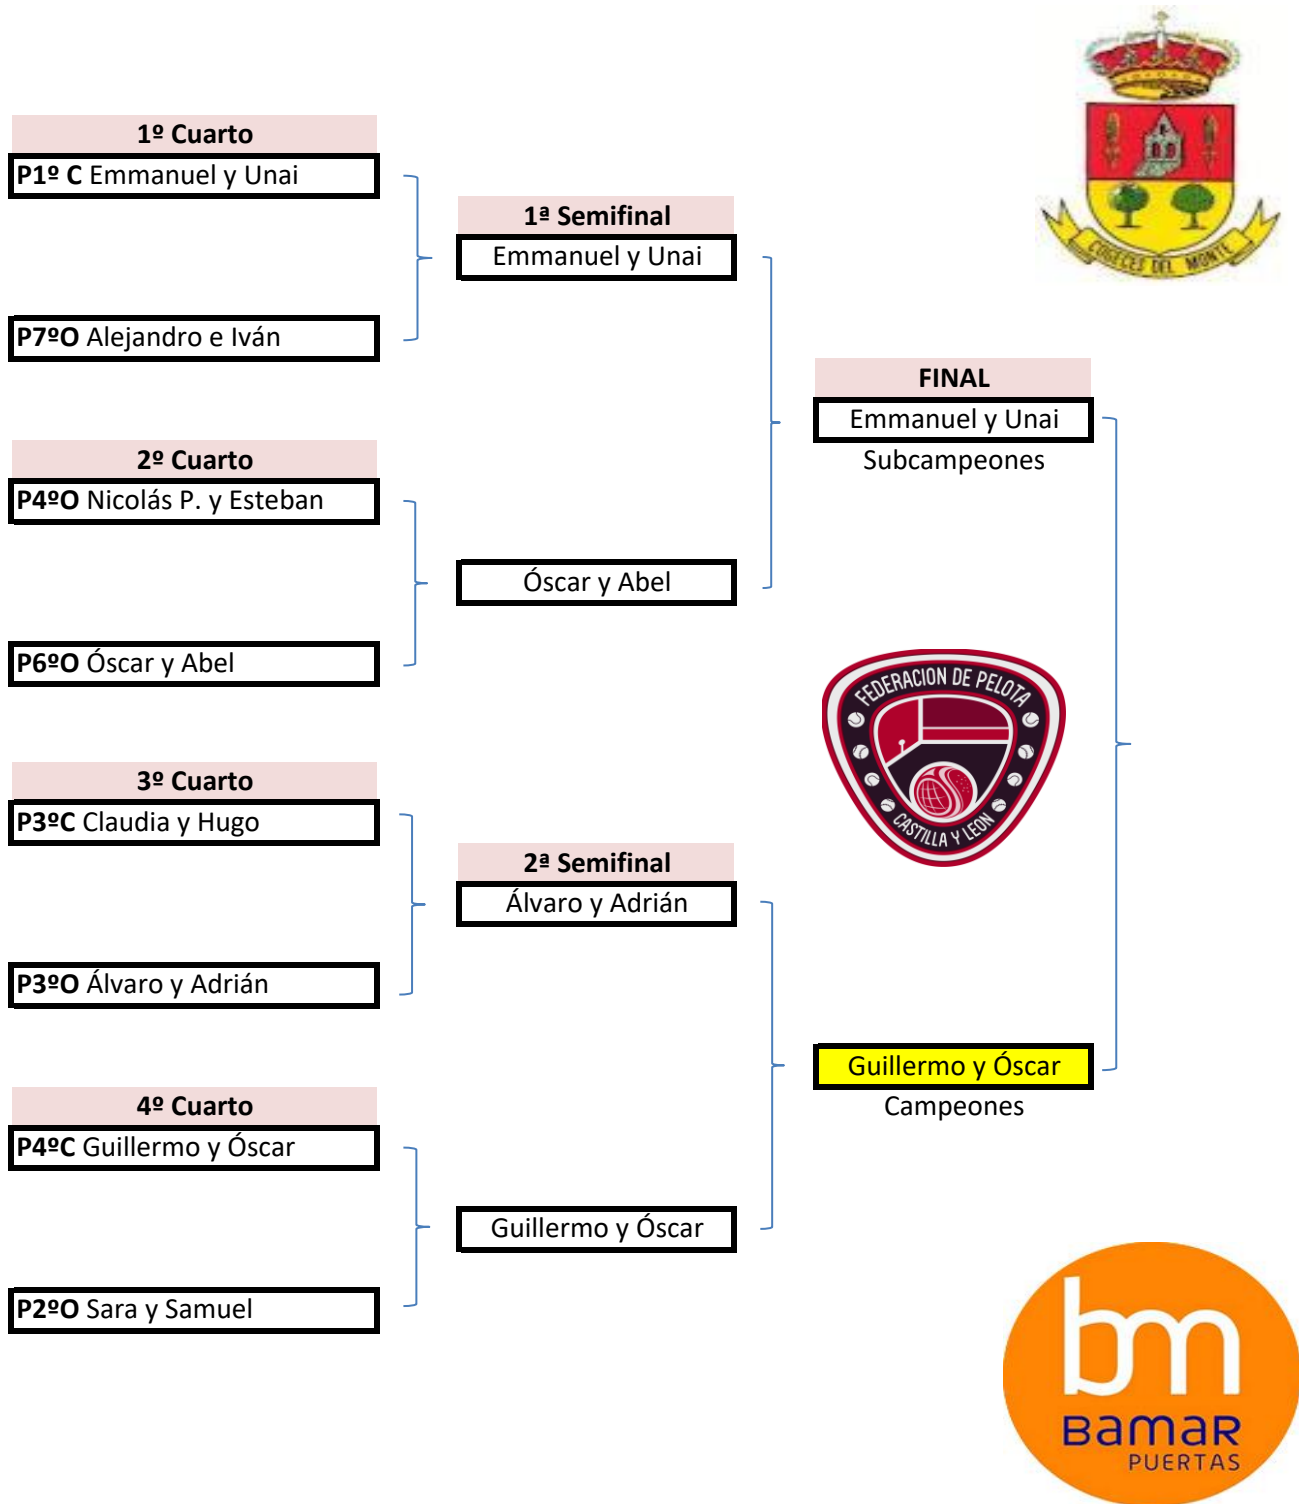 1º Cuarto
P1º C Emmanuel y Unai
1ª Semifinal
Emmanuel y Unai
COGECES DEL MONTE
P7ºO Alejandro e Iván
FINAL
Emmanuel y Unai
Subcampeones
2º Cuarto
P4ºO Nicolás P. y Esteban
Óscar y Abel
P6ºO Óscar y Abel
FEDERACION DE PELOTA
CASTILLA Y LEON
3º Cuarto
P3ºC Claudia y Hugo
2ª Semifinal
Álvaro y Adrián
P3ºO Álvaro y Adrián
Guillermo y Óscar
Campeones
4º Cuarto
P4ºC Guillermo y Óscar
Guillermo y Óscar
P2ºO Sara y Samuel
bm
BamaR
PUERTAS